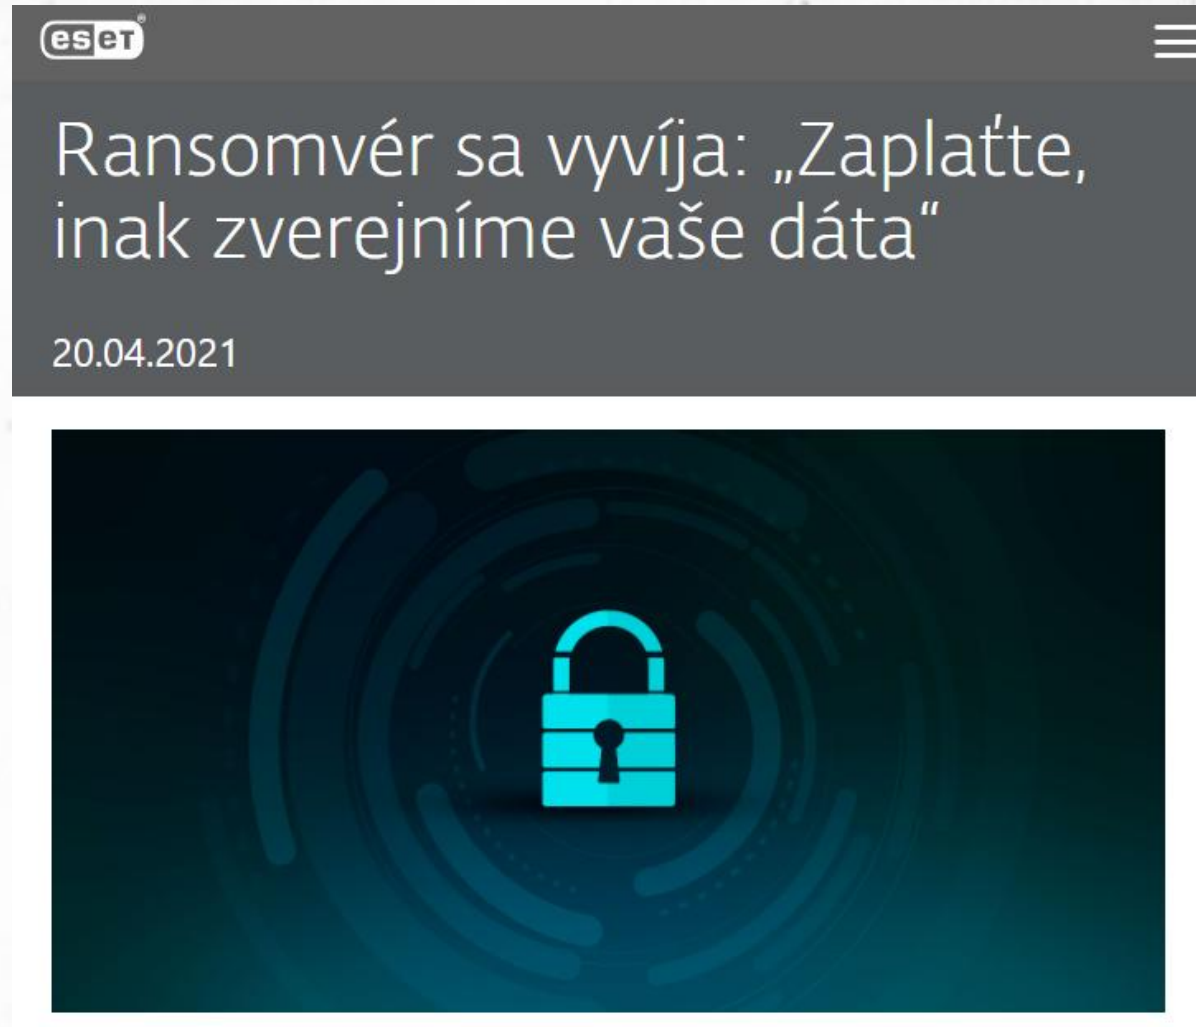 eset®
Ransomvér sa vyvíja: „Zaplaťte,
inak zverejníme vaše dáta“
20.04.2021